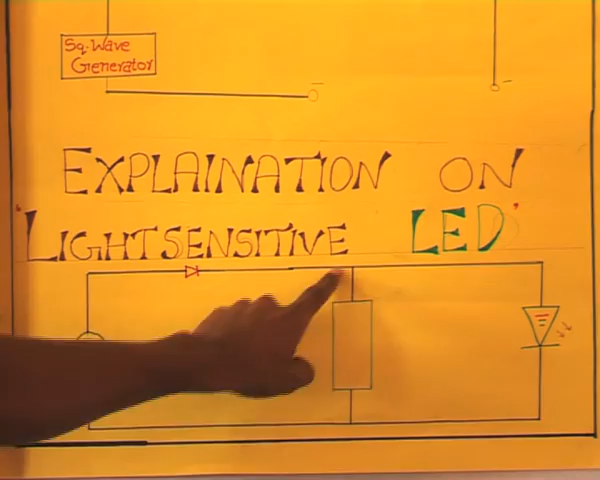 Sq. Wave
Generator
EXPLAINATION ON
LIGHTSENSITIVE LED